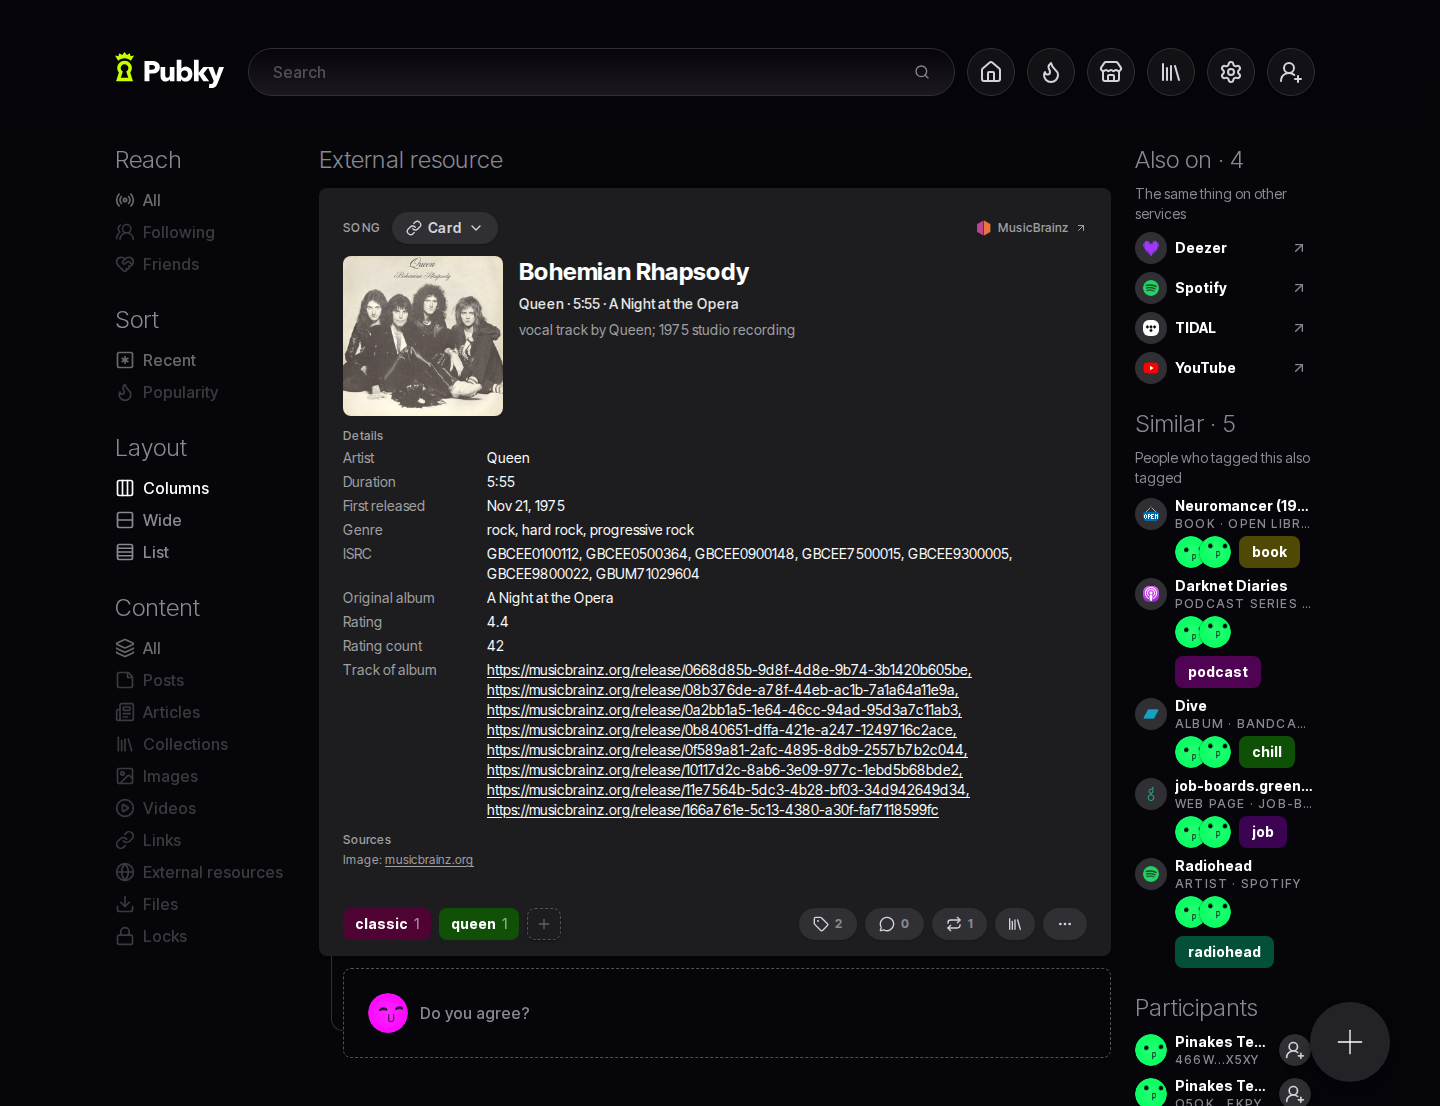 Pubky
Search
Reach
All
Following
Friends
Sort
Recent
Popularity
Layout
Columns
Wide
List
Content
All
Posts
Articles
Collections
Images
Videos
Links
External resources
Files
Locks
External resource
SONG
Card
MusicBrainz
Queen
Bohemian Rhapsody
Bohemian Rhapsody
Queen · 5:55 · A Night at the Opera
vocal track by Queen; 1975 studio recording
Details
Artist Queen
Duration 5:55
First released Nov 21, 1975
Genre rock, hard rock, progressive rock
ISRC GBCEE0100112, GBCEE0500364, GBCEE0900148, GBCEE7500015, GBCEE9300005,
GBCEE9800022, GBUM71029604
Original album A Night at the Opera
Rating 4.4
Rating count 42
Track of album https://musicbrainz.org/release/0668d85b-9d8f-4d8e-9b74-3b1420b605be,
https://musicbrainz.org/release/08b376de-a78f-44eb-ac1b-7a1a64a11e9a,
https://musicbrainz.org/release/0a2bb1a5-1e64-46cc-94ad-95d3a7c11ab3,
https://musicbrainz.org/release/0b840651-dffa-421e-a247-1249716c2ace,
https://musicbrainz.org/release/0f589a81-2afc-4895-8db9-2557b7b2c044,
https://musicbrainz.org/release/10117d2c-8ab6-3e09-977c-1ebd5b68bde2,
https://musicbrainz.org/release/11e7564b-5dc3-4b28-bf03-34d942649d34,
https://musicbrainz.org/release/166a761e-5c13-4380-a30f-faf7118599fc
Sources
Image: musicbrainz.org
classic 1
queen 1
2
0
1
Do you agree?
Also on · 4
The same thing on other
services
Deezer
Spotify
TIDAL
YouTube
Similar · 5
People who tagged this also
tagged
OPEN
Neuromancer (19...
BOOK · OPEN LIBR...
book
Darknet Diaries
PODCAST SERIES ...
podcast
Dive
ALBUM · BANDCA...
chill
job-boards.green...
WEB PAGE · JOB-B...
job
Radiohead
ARTIST · SPOTIFY
radiohead
Participants
Pinakes Te...
466W...X5XY
Pinakes Te...